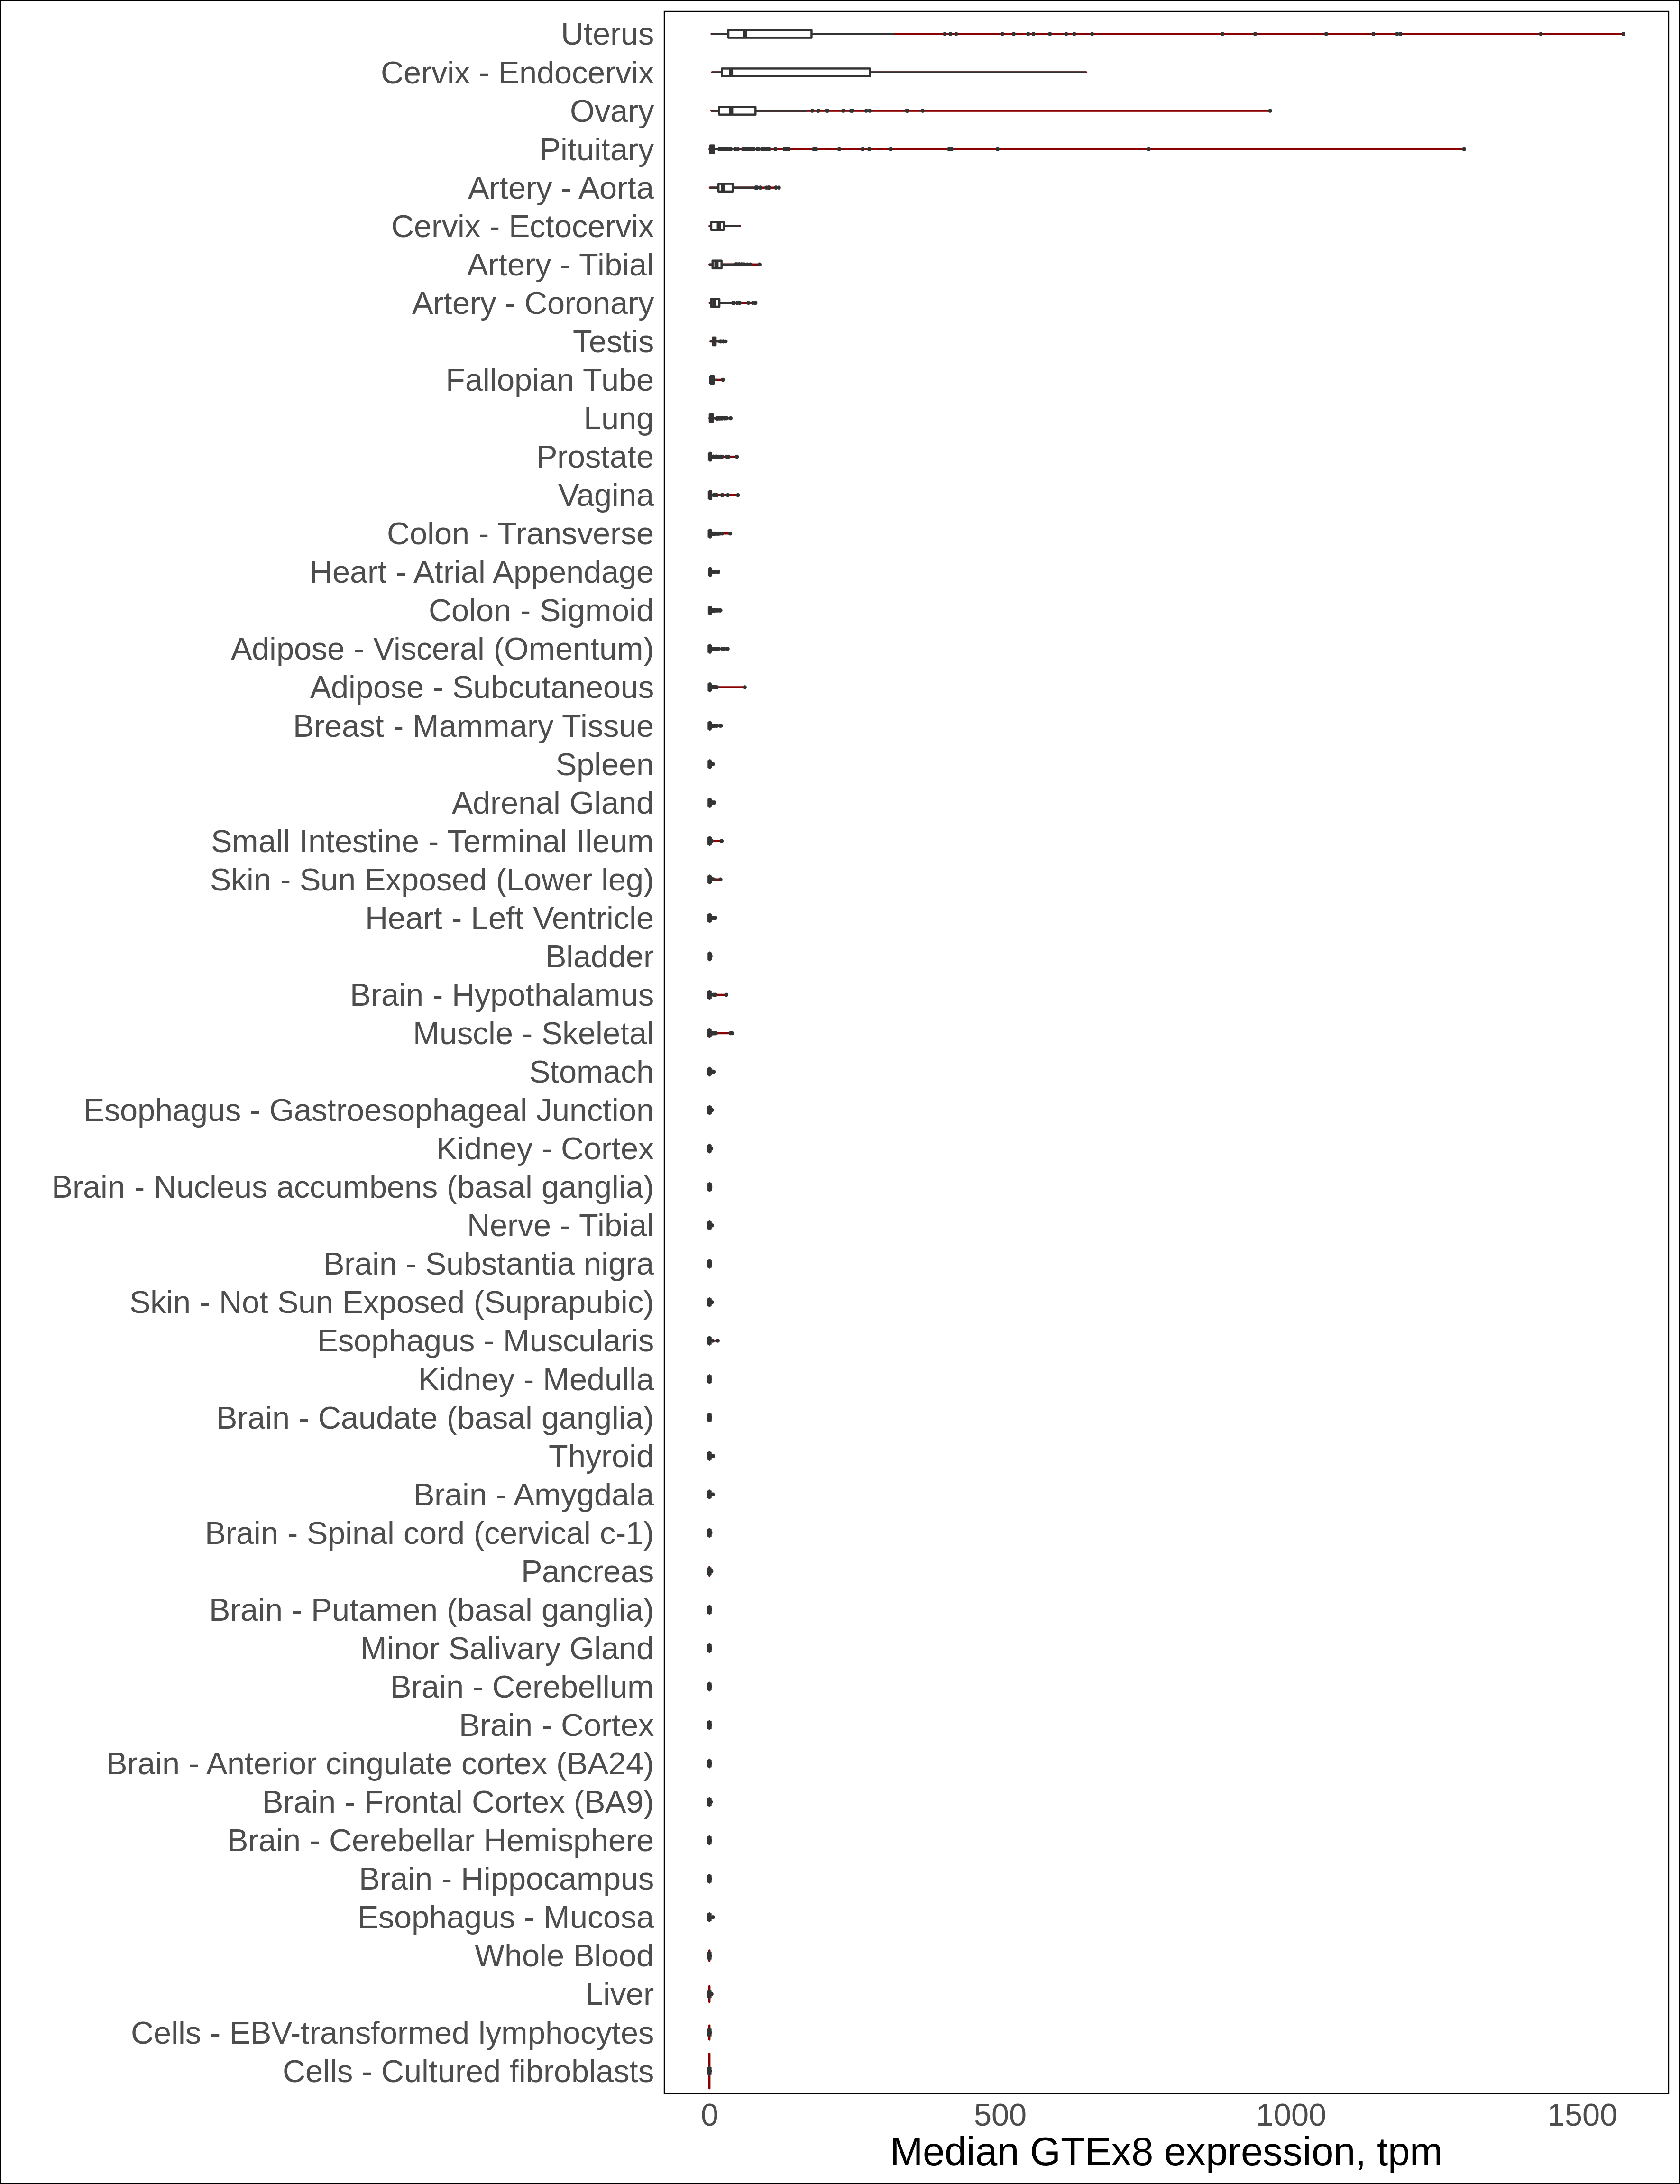 Uterus
Cervix - Endocervix
Ovary
Pituitary
Artery - Aorta
Cervix - Ectocervix
Artery - Tibial
Artery - Coronary
Testis
Fallopian Tube
Lung
Prostate
Vagina
Colon - Transverse
Heart - Atrial Appendage
Colon - Sigmoid
Adipose - Visceral (Omentum)
Adipose - Subcutaneous
Breast - Mammary Tissue
Spleen
Adrenal Gland
Small Intestine - Terminal Ileum
Skin - Sun Exposed (Lower leg)
Heart - Left Ventricle
Bladder
Brain - Hypothalamus
Muscle - Skeletal
Stomach
Esophagus - Gastroesophageal Junction
Kidney - Cortex
Brain - Nucleus accumbens (basal ganglia)
Nerve - Tibial
Brain - Substantia nigra
Skin - Not Sun Exposed (Suprapubic)
Esophagus - Muscularis
Kidney - Medulla
Brain - Caudate (basal ganglia)
Thyroid
Brain - Amygdala
Brain - Spinal cord (cervical c-1)
Pancreas
Brain - Putamen (basal ganglia)
Minor Salivary Gland
Brain - Cerebellum
Brain - Cortex
Brain - Anterior cingulate cortex (BA24)
Brain - Frontal Cortex (BA9)
Brain - Cerebellar Hemisphere
Brain - Hippocampus
Esophagus - Mucosa
Whole Blood
Liver
Cells - EBV-transformed lymphocytes
Cells - Cultured fibroblasts
0 500 1000 1500
Median GTEx8 expression, tpm